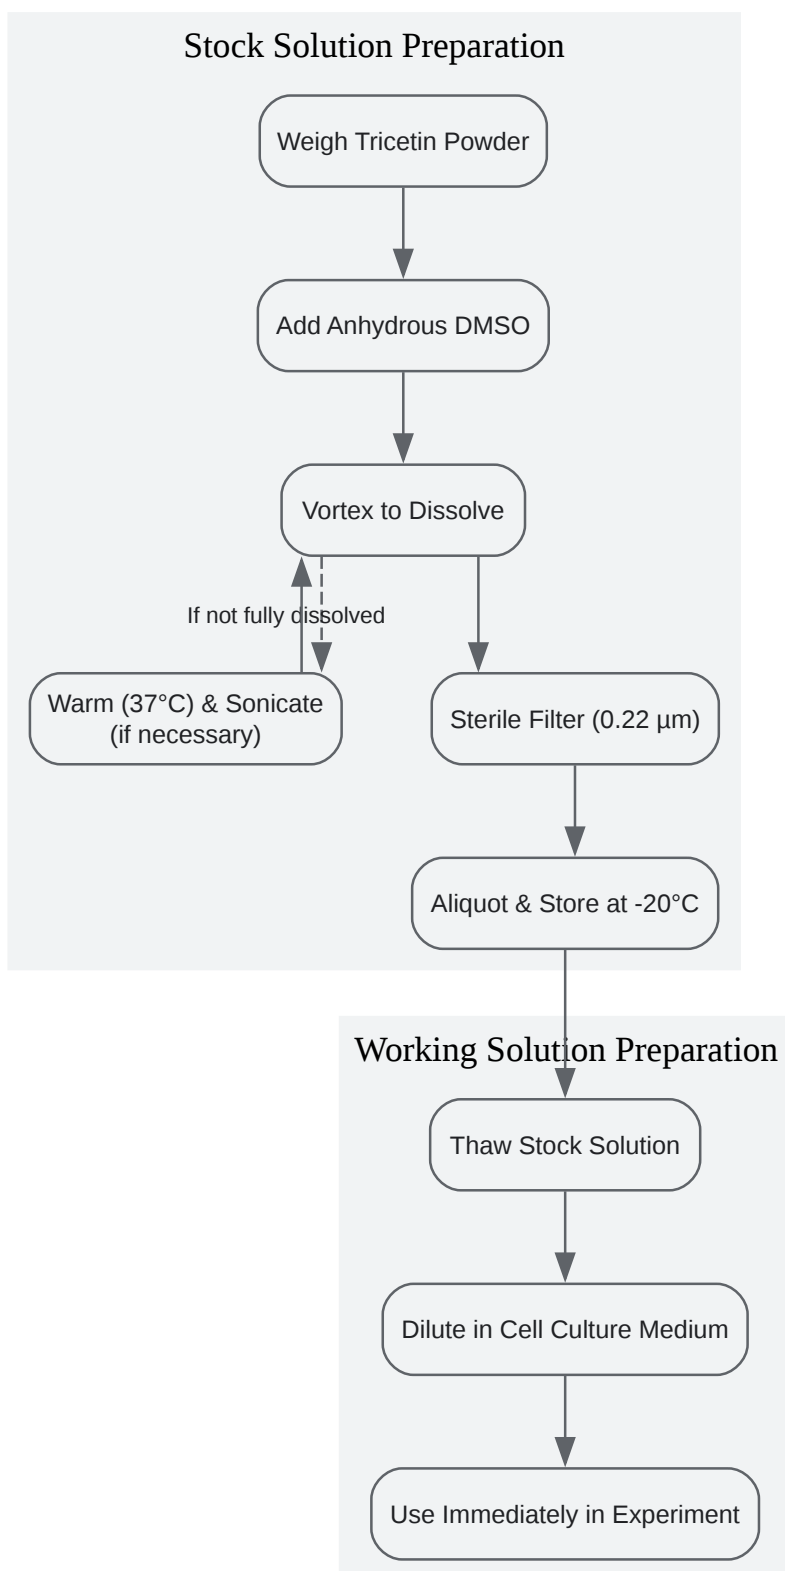 Stock Solution Preparation
Weigh Tricetin Powder
Add Anhydrous DMSO
Vortex to Dissolve
If not fully dissolved
Warm (37°C) & Sonicate
(if necessary)
Sterile Filter (0.22 µm)
Aliquot & Store at -20°C
Working Solution Preparation
Thaw Stock Solution
Dilute in Cell Culture Medium
Use Immediately in Experiment